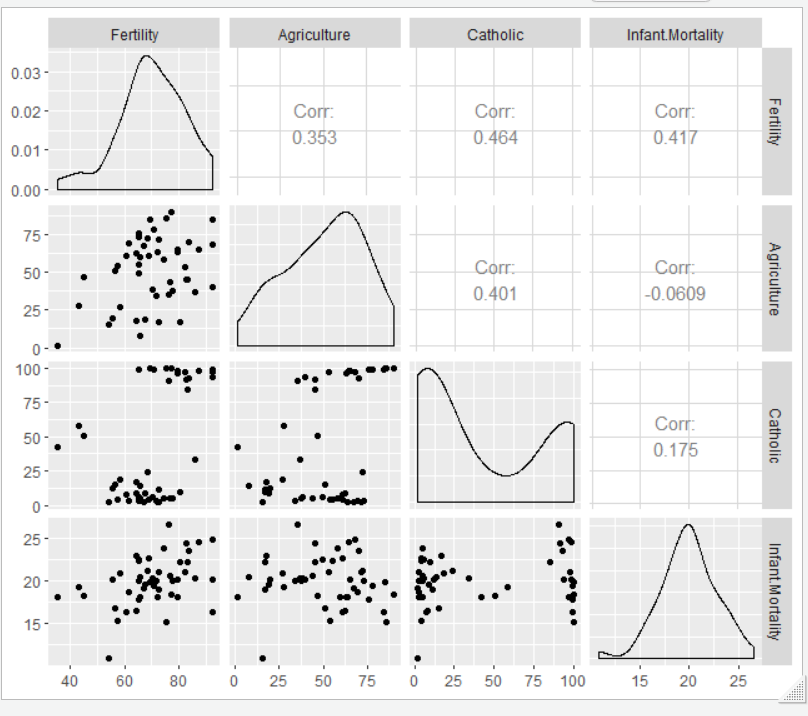 Fertility Agriculture Catholic Infant.Mortality
0.03
0.02
0.01
0.00
Corr:
0.353
Corr:
0.464
Corr:
0.417
Fertility
75
50
25
0
Corr:
0.401
Corr:
-0.0609
Agriculture
100
75
50
25
0
Corr:
0.175
Catholic
25
20
15
Infant.Mortality
40 60 80 0 25 50 75 0 25 50 75 100 15 20 25